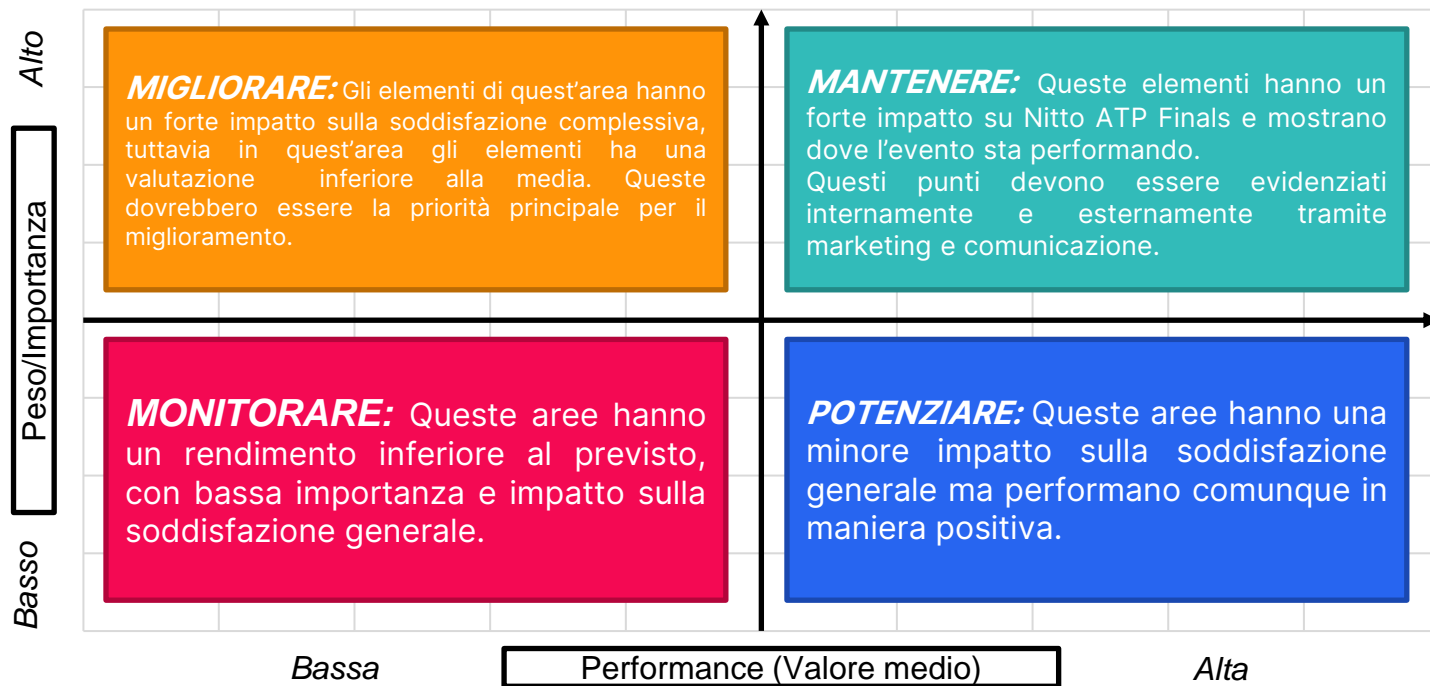 Alto
Peso/Importanza
Basso
MIGLIORARE: Gli elementi di quest'area hanno
un forte impatto sulla soddisfazione complessiva,
tuttavia in quest'area gli elementi ha una
valutazione inferiore alla media. Queste
dovrebbero essere la priorità principale per il
miglioramento.
MANTENERE: Queste elementi hanno un
forte impatto su Nitto ATP Finals e mostrano
dove l'evento sta performando.
Questi punti devono essere evidenziati
internamente e esternamente tramite
marketing e comunicazione.
MONITORARE: Queste aree hanno
un rendimento inferiore al previsto,
con bassa importanza e impatto sulla
soddisfazione generale.
POTENZIARE: Queste aree hanno una
minore impatto sulla soddisfazione
generale ma performano comunque in
maniera positiva.
Bassa
Performance (Valore medio)
Alta